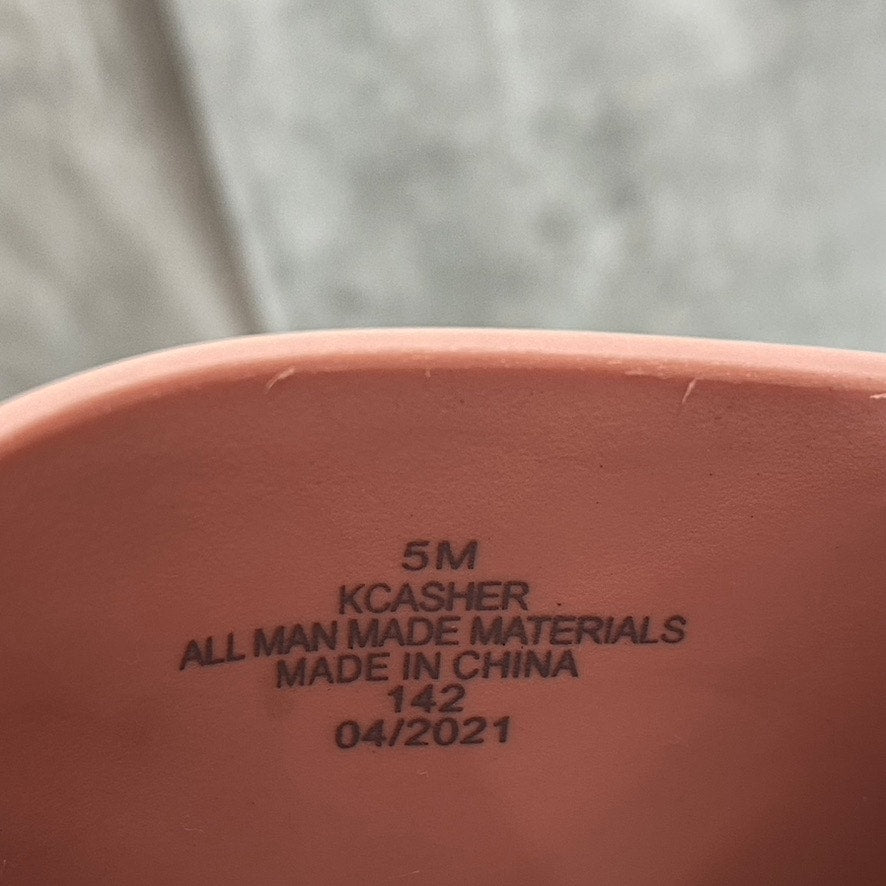 5M
KCASHER
ALL MAN MADE MATERIALS
MADE IN CHINA
142
04/2021